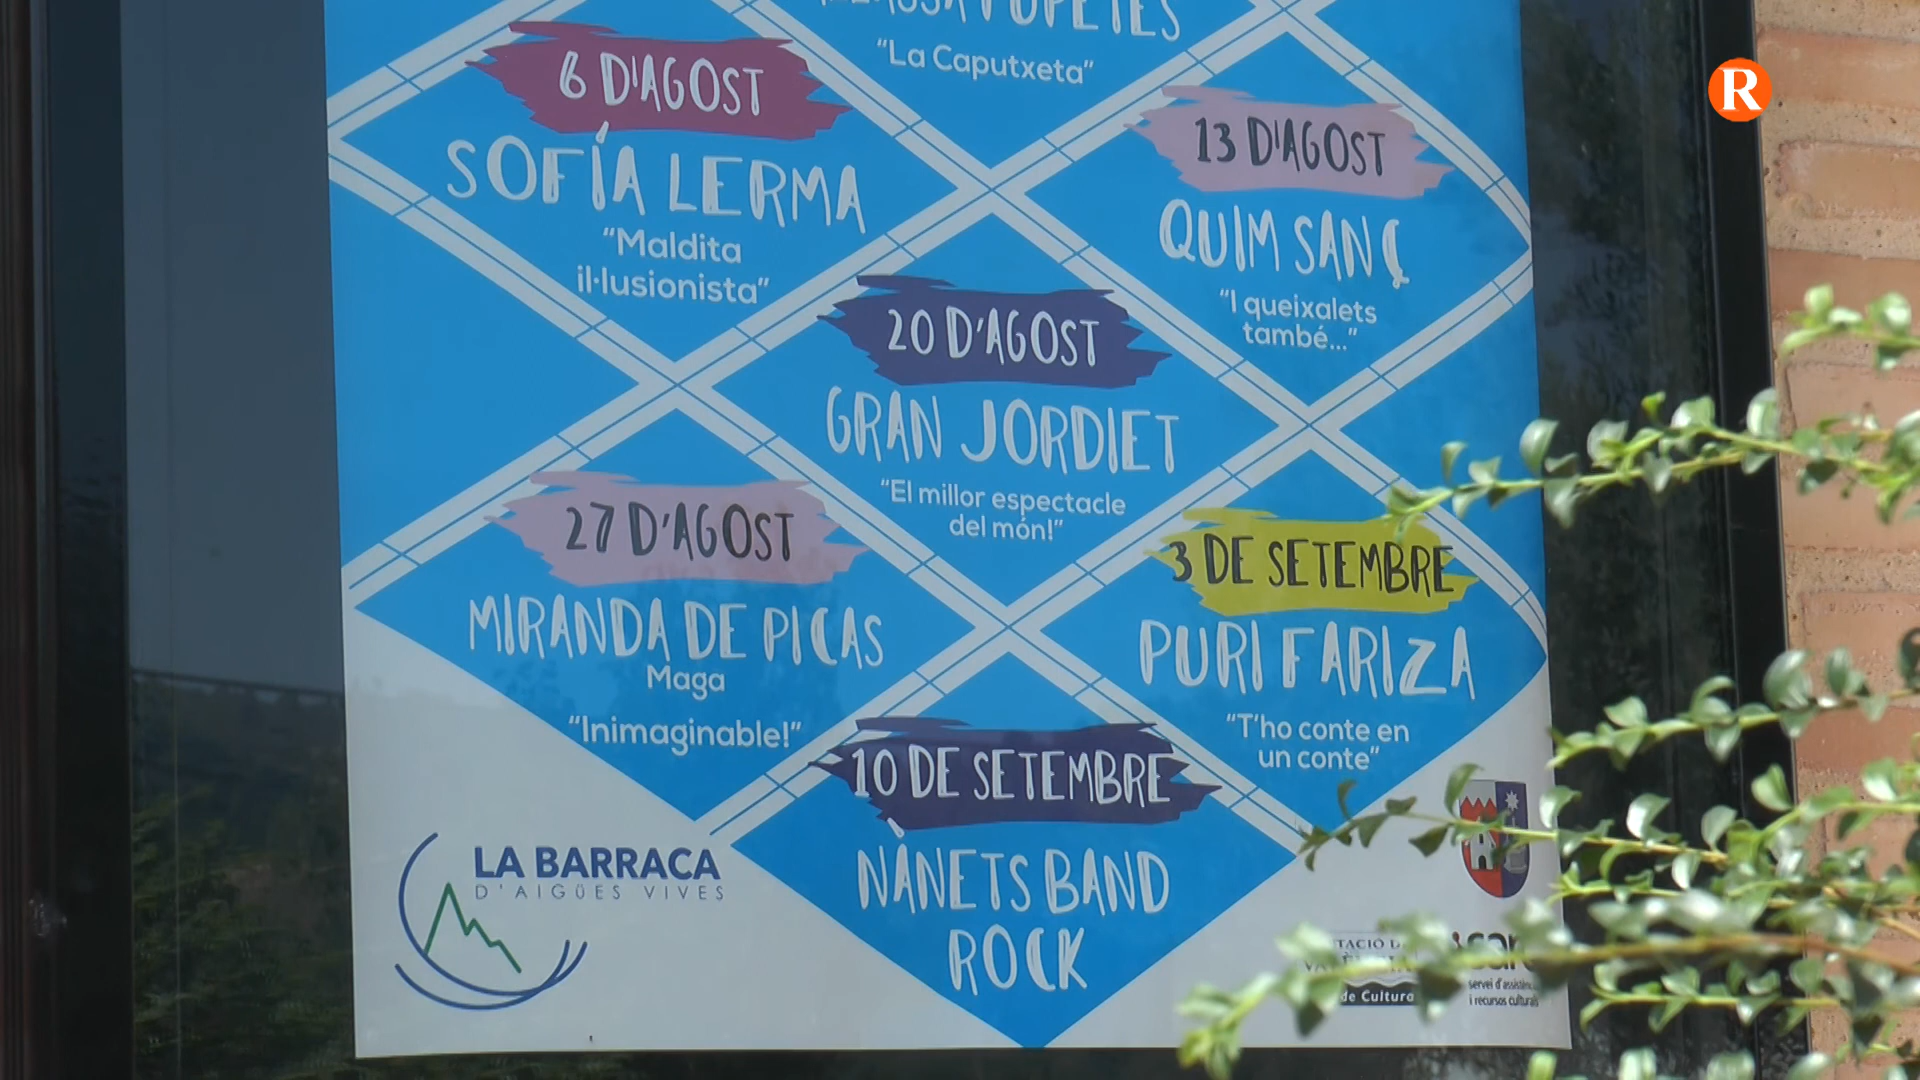 POPETES
"La Caputxeta"
6 D'AGOST
SOFÍA LERMA
"Maldita
il·lusionista"
13 D'AGOST
QUIM SANÇ
"I queixalets
també..."
20 D'AGOST
GRAN JORDIET
"El millor espectacle
del món!"
27 D'AGOST
MIRANDA DE PICAS
Maga
"Inimaginable!"
3 DE SETEMBRE
PURI FARIZA
"T'ho conte en
un conte"
10 DE SETEMBRE
NÀNETS BAND
ROCK
LA BARRACA
D'AIGÜES VIVES
de Cultura
servei d'
i recursos culturals
R